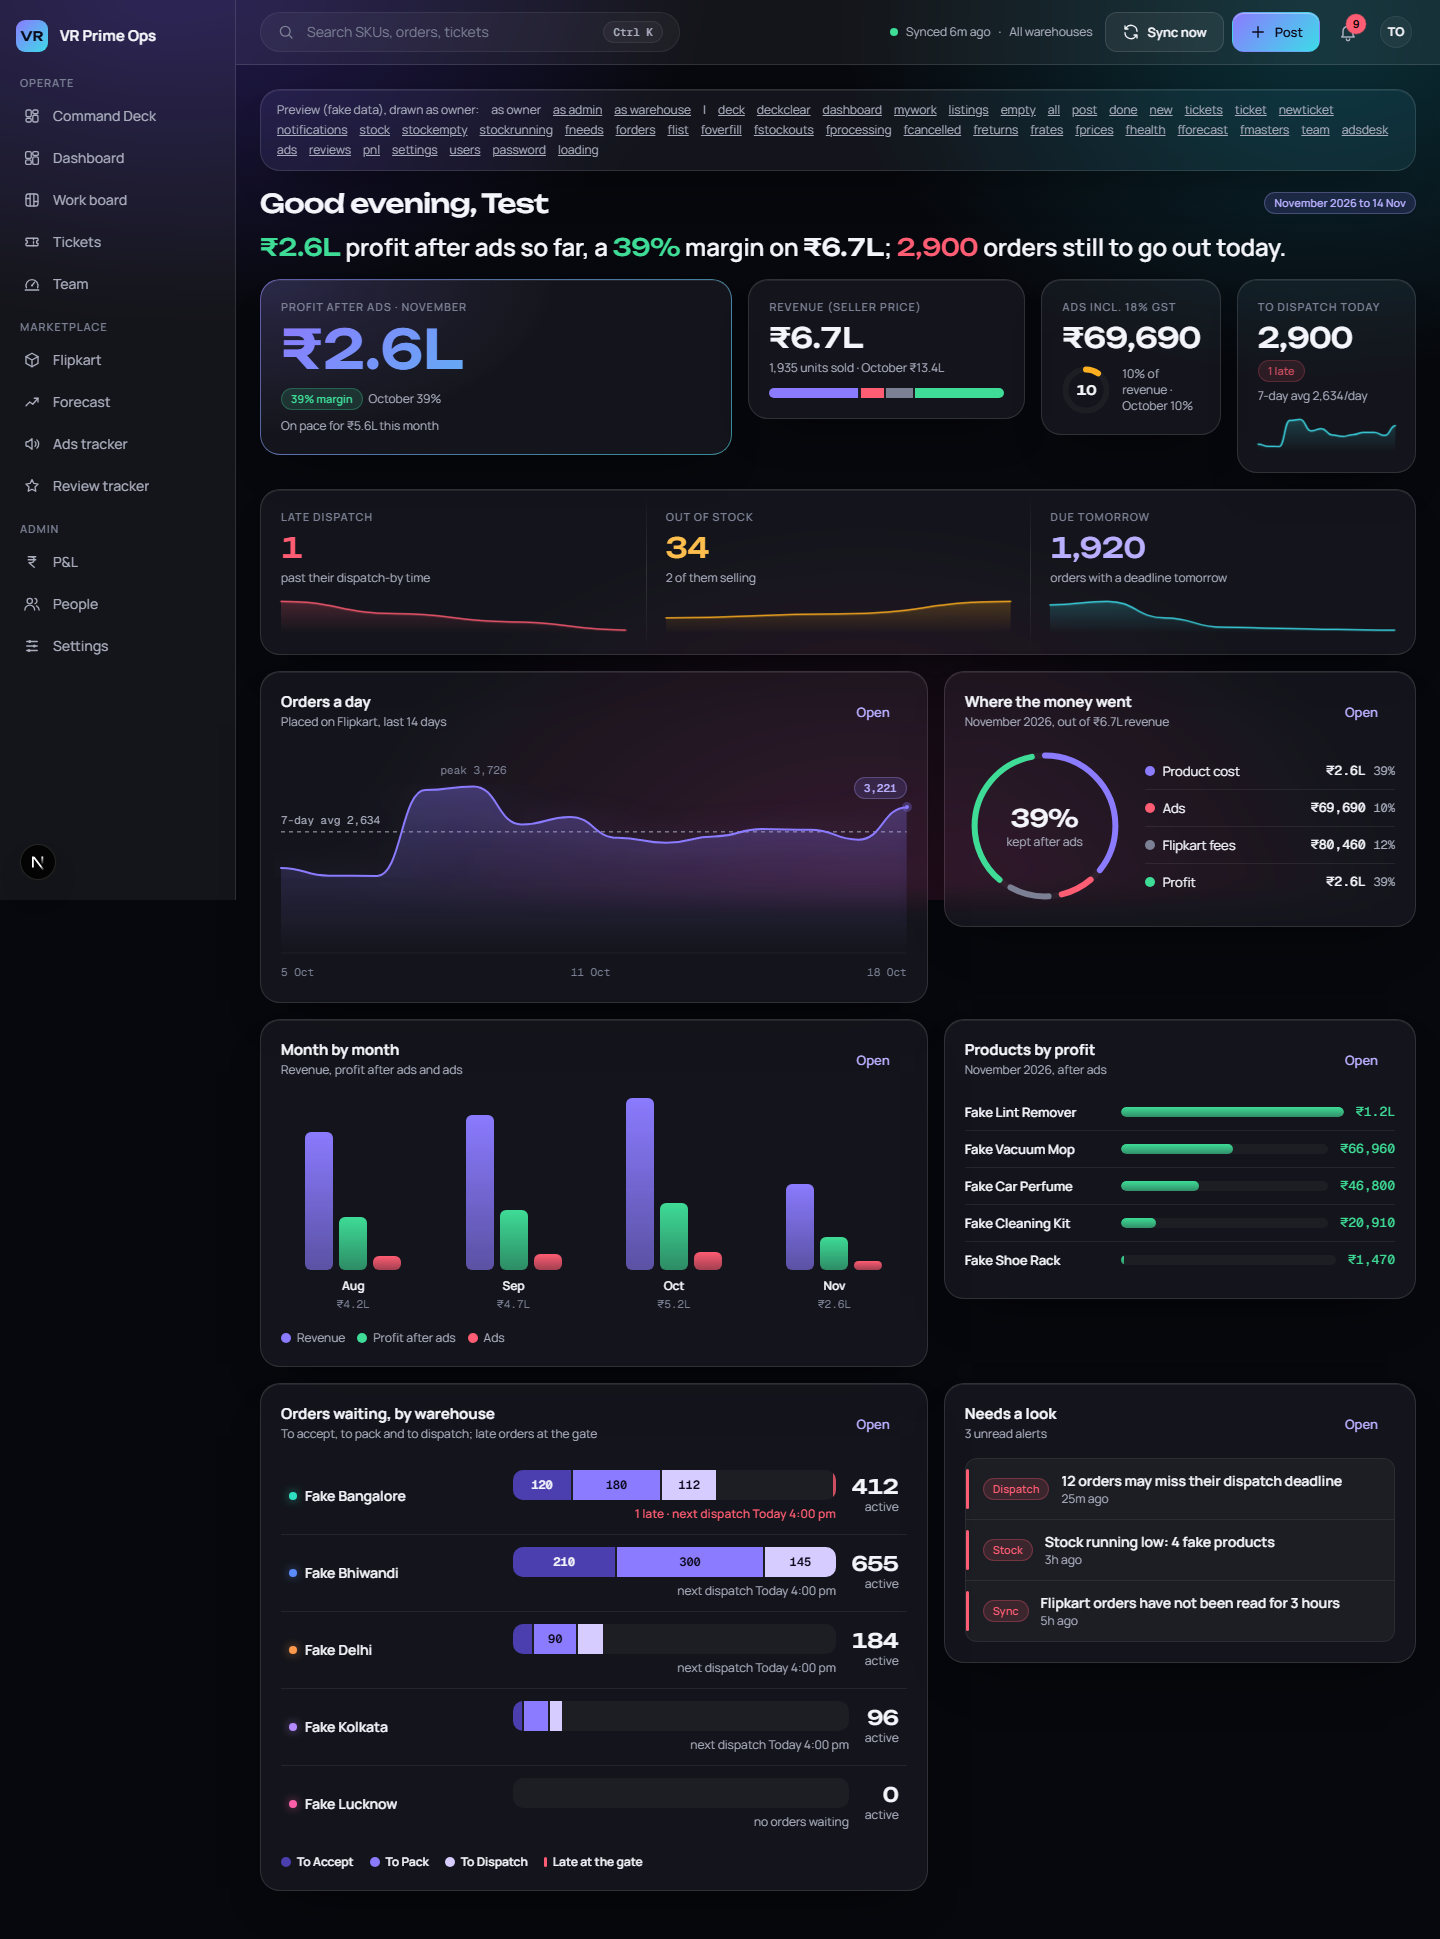 VR
VR Prime Ops
Search SKUs, orders, tickets
Ctrl K
Synced 6m ago · All warehouses
Sync now
Post
9
TO
OPERATE
Command Deck
Dashboard
Work board
Tickets
Team
MARKETPLACE
Flipkart
Forecast
Ads tracker
Review tracker
ADMIN
₹ P&L
People
Settings
N
Preview (fake data), drawn as owner: as owner as admin as warehouse | deck deckclear dashboard mywork listings empty all post done new tickets ticket newticket
notifications stock stockempty stockrunning fneeds forders flist foverfill fstockouts fprocessing fcancelled freturns frates fprices fhealth fforecast fmasters team adsdesk
ads reviews pnl settings users password loading
Good evening, Test
November 2026 to 14 Nov
₹2.6L profit after ads so far, a 39% margin on ₹6.7L; 2,900 orders still to go out today.
PROFIT AFTER ADS · NOVEMBER
₹2.6L
39% margin October 39%
On pace for ₹5.6L this month
REVENUE (SELLER PRICE)
₹6.7L
1,935 units sold · October ₹13.4L
ADS INCL. 18% GST
₹69,690
10
10% of
revenue ·
October 10%
TO DISPATCH TODAY
2,900
1 late
7-day avg 2,634/day
LATE DISPATCH
1
past their dispatch-by time
OUT OF STOCK
34
2 of them selling
DUE TOMORROW
1,920
orders with a deadline tomorrow
Orders a day
Placed on Flipkart, last 14 days
Open
peak 3,726
3,221
7-day avg 2,634
5 Oct
11 Oct
18 Oct
Where the money went
November 2026, out of ₹6.7L revenue
Open
39%
kept after ads
Product cost ₹2.6L 39%
Ads ₹69,690 10%
Flipkart fees ₹80,460 12%
Profit ₹2.6L 39%
Month by month
Revenue, profit after ads and ads
Open
Aug
₹4.2L
Sep
₹4.7L
Oct
₹5.2L
Nov
₹2.6L
Revenue Profit after ads Ads
Products by profit
November 2026, after ads
Open
Fake Lint Remover ₹1.2L
Fake Vacuum Mop ₹66,960
Fake Car Perfume ₹46,800
Fake Cleaning Kit ₹20,910
Fake Shoe Rack ₹1,470
Orders waiting, by warehouse
To accept, to pack and to dispatch; late orders at the gate
Open
Fake Bangalore
120 180 112
412
active
1 late · next dispatch Today 4:00 pm
Fake Bhiwandi
210 300 145
655
active
next dispatch Today 4:00 pm
Fake Delhi
90
184
active
next dispatch Today 4:00 pm
Fake Kolkata
96
active
next dispatch Today 4:00 pm
Fake Lucknow
0
active
no orders waiting
To Accept To Pack To Dispatch Late at the gate
Needs a look
3 unread alerts
Open
Dispatch
12 orders may miss their dispatch deadline
25m ago
Stock
Stock running low: 4 fake products
3h ago
Sync
Flipkart orders have not been read for 3 hours
5h ago